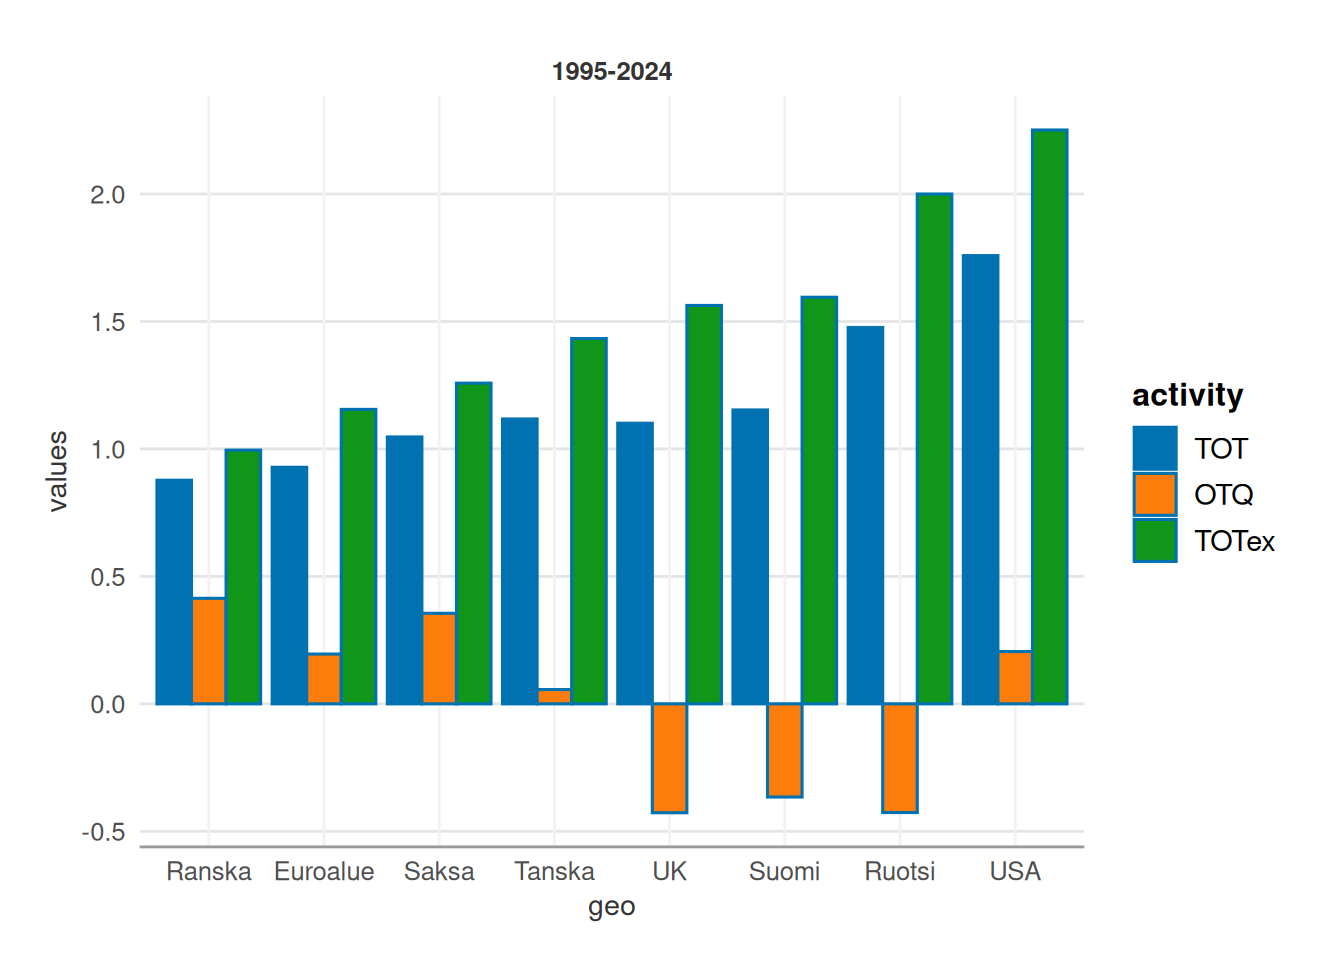 1995-2024
2.0
1.5
1.0
0.5
0.0
-0.5
values
Ranska Euroalue Saksa Tanska UK Suomi Ruotsi USA
geo
activity
TOT
OTQ
TOTex